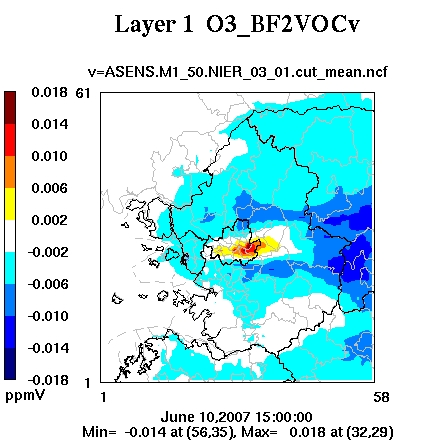 Layer 1 O3_BF2VOCv
v=ASENS.M1_50.NIER_03_01.cut_mean.ncf
0.018
0.014
0.010
0.006
0.002
-0.002
-0.006
-0.010
-0.014
-0.018
ppmV
61
1
1 58
June 10,2007 15:00:00
Min= -0.014 at (56,35), Max= 0.018 at (32,29)